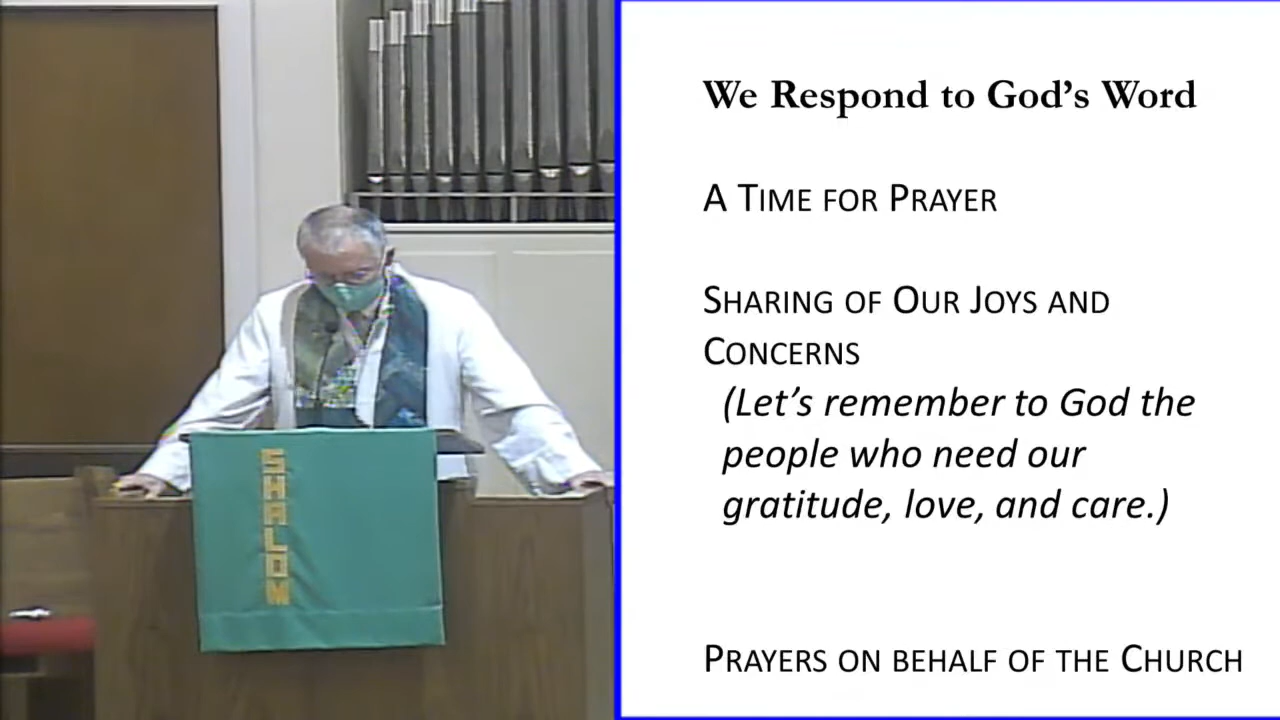 SHALOM
We Respond to God's Word
A TIME FOR PRAYER
SHARING OF OUR JOYS AND
CONCERNS
(Let's remember to God the
people who need our
gratitude, love, and care.)
PRAYERS ON BEHALF OF THE CHURCH